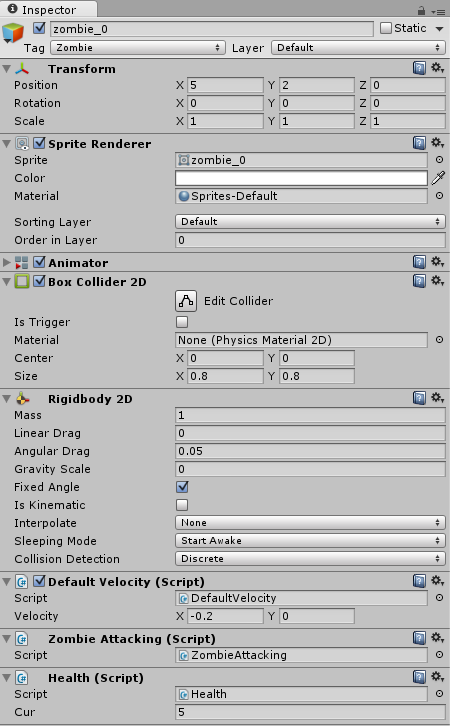 Inspector
zombie_0 Static
Tag Zombie Layer Default
Transform
Position X 5 Y 2 Z 0
Rotation X 0 Y 0 Z 0
Scale X 1 Y 1 Z 1
Sprite Renderer
Sprite zombie_0
Color
Material Sprites-Default
Sorting Layer Default
Order in Layer 0
Animator
Box Collider 2D
Edit Collider
Is Trigger
Material None (Physics Material 2D)
Center X 0 Y 0
Size X 0.8 Y 0.8
Rigidbody 2D
Mass 1
Linear Drag 0
Angular Drag 0.05
Gravity Scale 0
Fixed Angle
Is Kinematic
Interpolate None
Sleeping Mode Start Awake
Collision Detection Discrete
Default Velocity (Script)
Script DefaultVelocity
Velocity X -0.2 Y 0
Zombie Attacking (Script)
Script ZombieAttacking
Health (Script)
Script Health
Cur 5